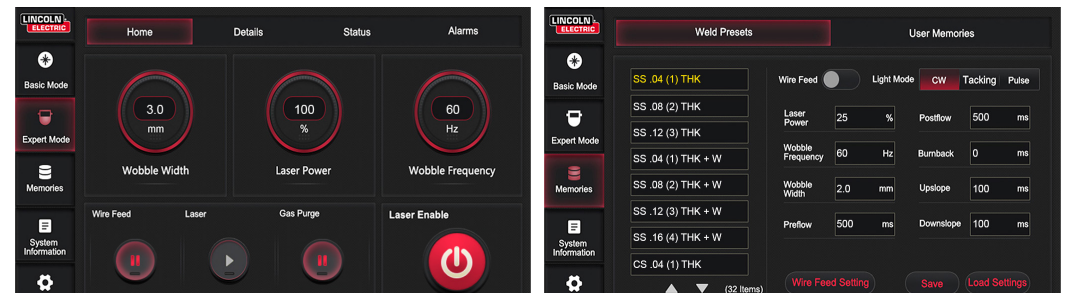 LINCOLN
ELECTRIC
Home
Details
Status
Alarms
Basic Mode
Expert Mode
Memories
System
Information
3.0
mm
Wobble Width
100
%
Laser Power
60
Hz
Wobble Frequency
Wire Feed
Laser
Gas Purge
Laser Enable
LINCOLN
ELECTRIC
Weld Presets
User Memories
Basic Mode
Expert Mode
Memories
System
Information
SS .04 (1) THK
SS .08 (2) THK
SS .12 (3) THK
SS .04 (1) THK + W
SS .08 (2) THK + W
SS .12 (3) THK + W
SS .16 (4) THK + W
CS .04 (1) THK
(32 Items)
Wire Feed
Light Mode
CW
Tacking
Pulse
Laser
Power
25 %
Postflow
500 ms
Wobble
Frequency
60 Hz
Burnback
0 ms
Wobble
Width
2.0 mm
Upslope
100 ms
Preflow
500 ms
Downslope
100 ms
Wire Feed Setting
Save
Load Settings